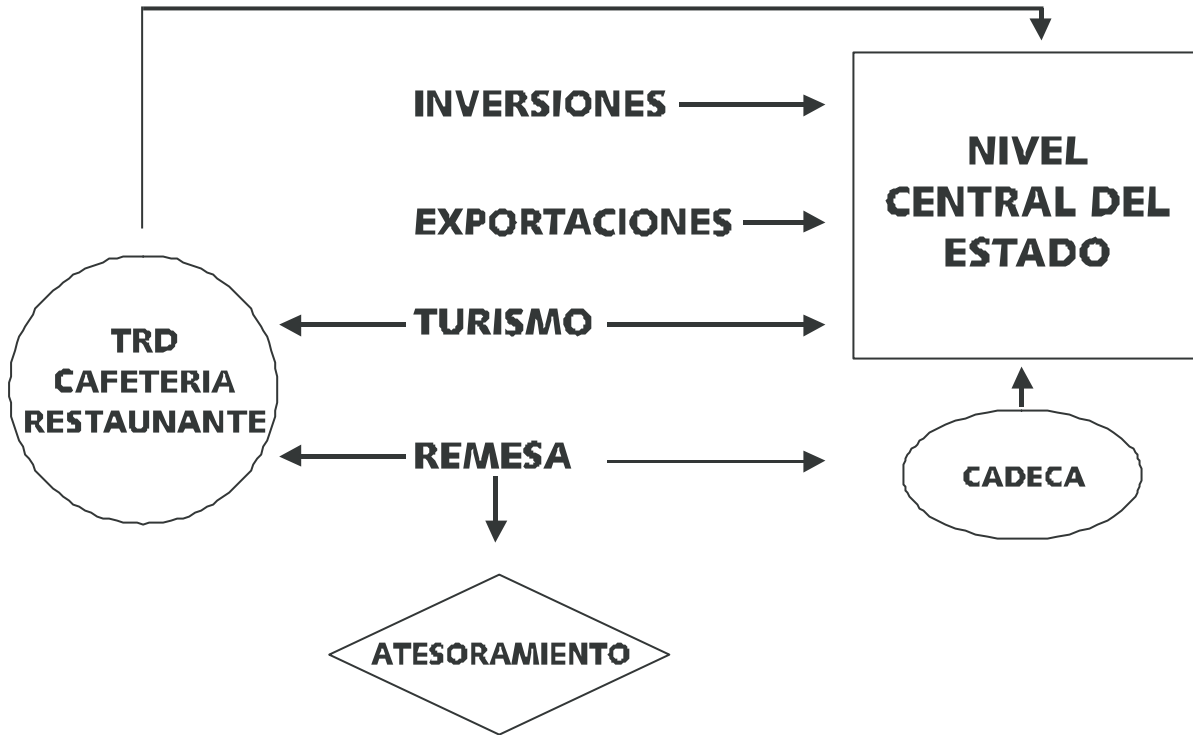 INVERSIONES
NIVEL
CENTRAL DEL
ESTADO
EXPORTACIONES
TURISMO
TRD
CAFETERIA
RESTAUNANTE
REMESA
CADECA
ATESORAMIENTO